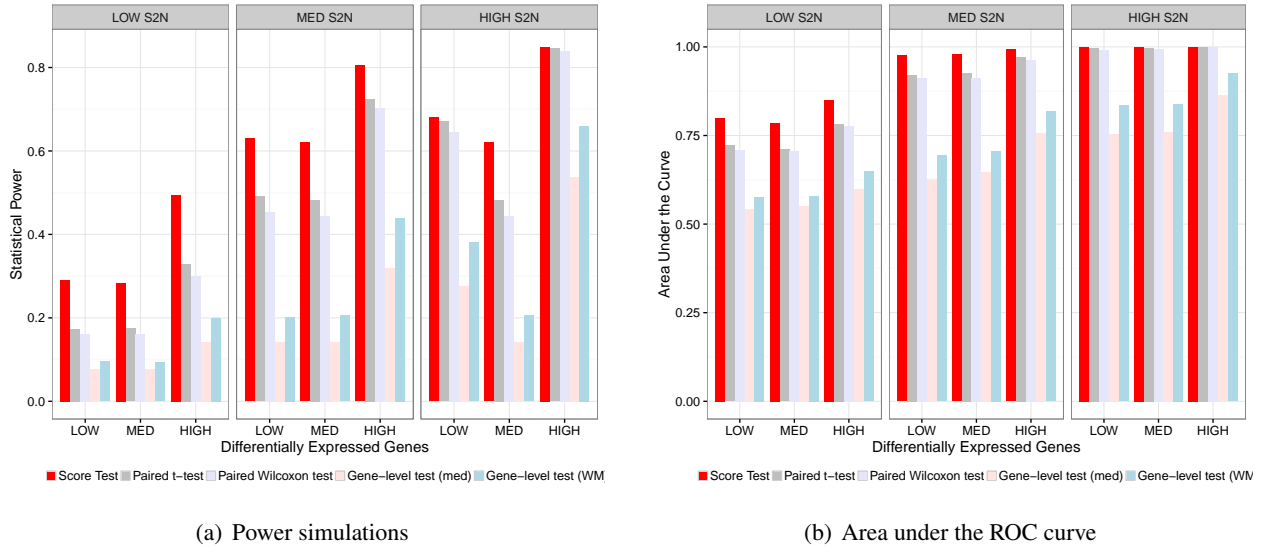 LOW S2N MED S2N HIGH S2N
0.0
0.2
0.4
0.6
0.8
Statistical Power
LOW MED HIGH LOW MED HIGH LOW MED HIGH
Differentially Expressed Genes
Score Test Paired t−test Paired Wilcoxon test Gene−level test (med) Gene−level test (WM)
(a) Power simulations
LOW S2N MED S2N HIGH S2N
1.00
0.75
0.50
0.25
0.00
Area Under the Curve
LOW MED HIGH LOW MED HIGH LOW MED HIGH
Differentially Expressed Genes
Score Test Paired t−test Paired Wilcoxon test Gene−level test (med) Gene−level test (WM
(b) Area under the ROC curve